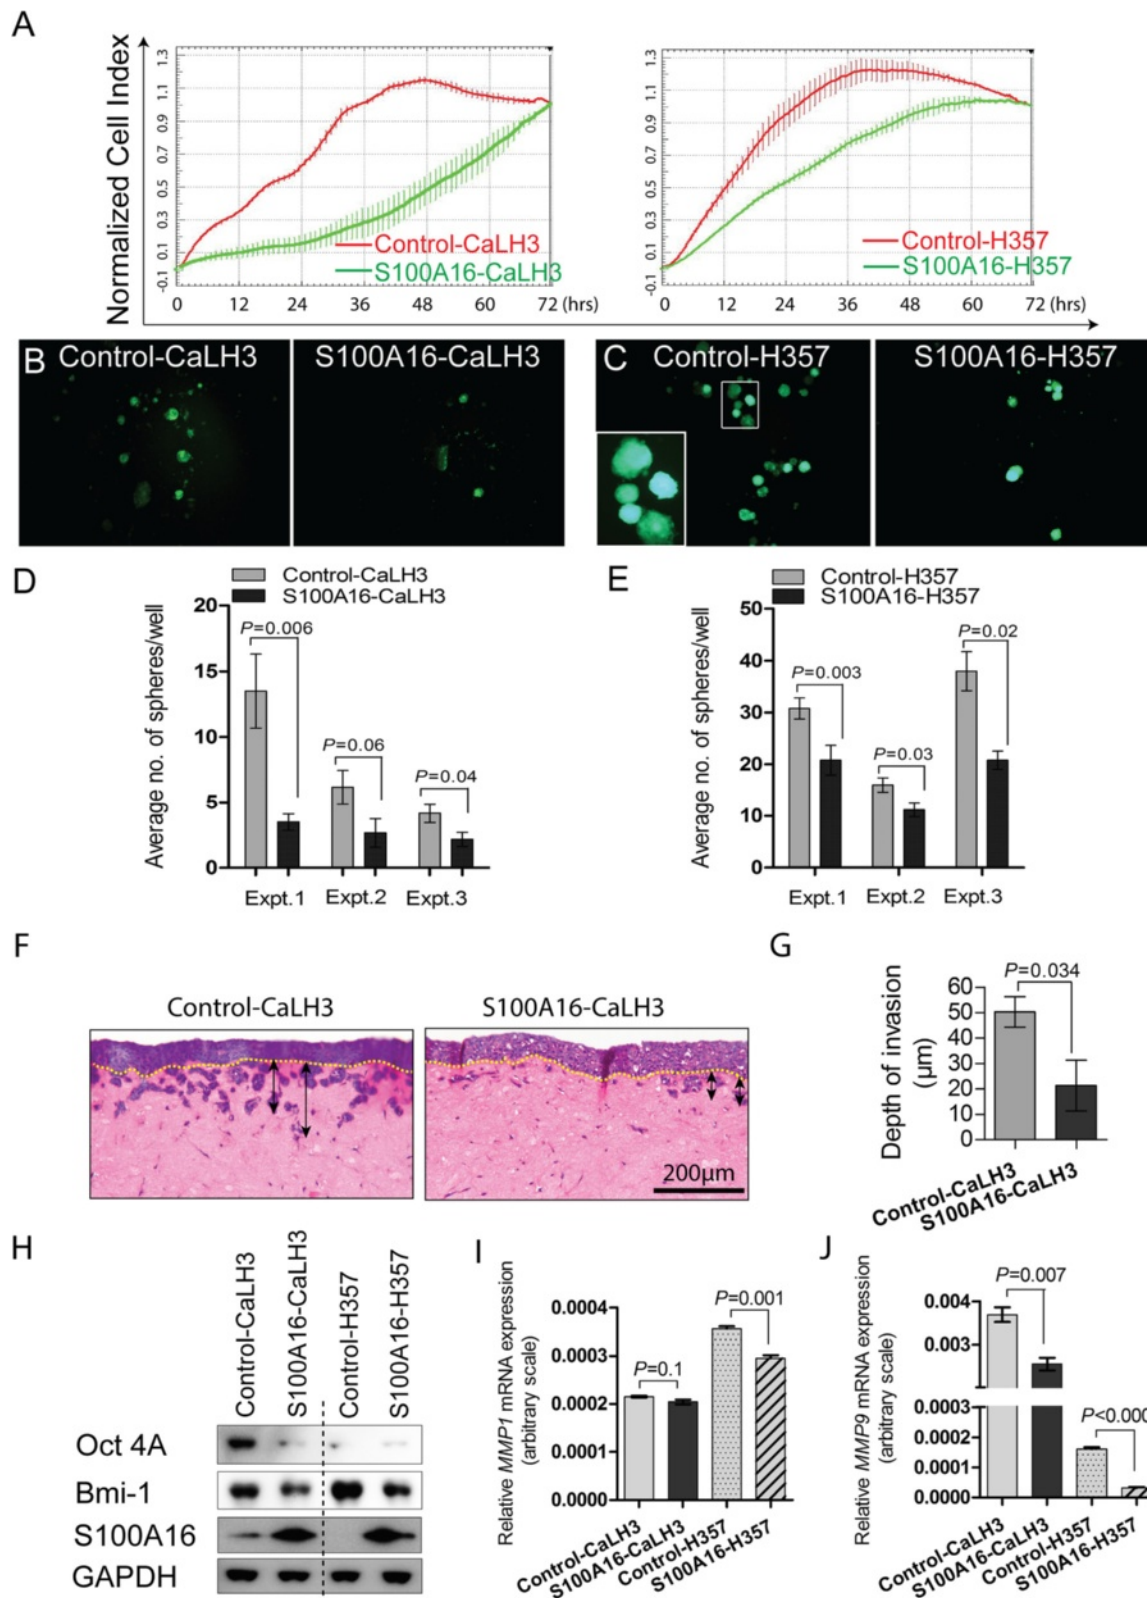 A
Normalized Cell Index
1.3
1.1
0.9
0.7
0.5
0.3
0.1
-0.1
Control-CaLH3
S100A16-CaLH3
0 12 24 36 48 60 72 (hrs)
1.3
1.1
0.9
0.7
0.5
0.3
0.1
-0.1
Control-H357
S100A16-H357
0 12 24 36 48 60 72 (hrs)
B Control-CaLH3 S100A16-CaLH3
C Control-H357 S100A16-H357
D
Control-CaLH3
S100A16-CaLH3
Average no. of spheres/well
20
15
10
5
0
P=0.006
P=0.06
P=0.04
Expt.1 Expt.2 Expt.3
E
Control-H357
S100A16-H357
Average no. of spheres/well
50
40
30
20
10
0
P=0.003
P=0.03
P=0.02
Expt.1 Expt.2 Expt.3
F
Control-CaLH3 S100A16-CaLH3
200µm
G
Depth of invasion
(µm)
60
50
40
30
20
10
0
P=0.034
Control-CaLH3
S100A16-CaLH3
H
Control-CaLH3
S100A16-CaLH3
Control-H357
S100A16-H357
Oct 4A
Bmi-1
S100A16
GAPDH
I
Relative MMP1 mRNA expression
(arbitrary scale)
0.0004
0.0003
0.0002
0.0001
0.0000
P=0.1
P=0.001
Control-CaLH3
S100A16-CaLH3
Control-H357
S100A16-H357
J
Relative MMP9 mRNA expression
(arbitrary scale)
0.004
0.003
0.0003
0.0002
0.0001
0.0000
P=0.007
P<0.000
Control-CaLH3
S100A16-CaLH3
Control-H357
S100A16-H357